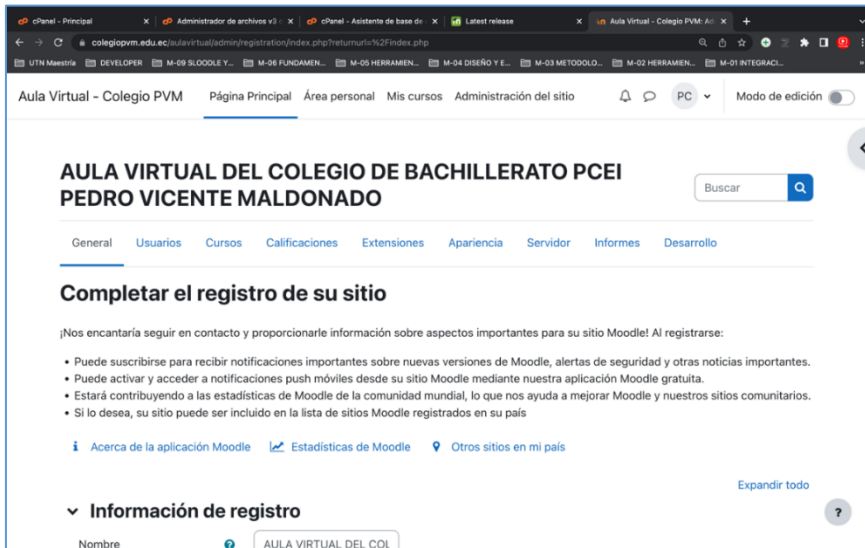 cPanel - Principal
Administrador de archivos v3
cPanel - Asistente de base de
Latest release
Aula Virtual - Colegio PVM: Ad
colegiopvm.edu.ec/aulavirtual/admin/registration/index.php?returnurl=%2Findex.php
UTN Maestría
DEVELOPER
M-09 SLOODLE Y...
M-06 FUNDAMEN...
M-05 HERRAMIEN...
M-04 DISEÑO Y E...
M-03 METODOLO...
M-02 HERRAMIEN...
M-01 INTEGRACI...
Aula Virtual - Colegio PVM
Página Principal
Área personal
Mis cursos
Administración del sitio
PC
Modo de edición
AULA VIRTUAL DEL COLEGIO DE BACHILLERATO PCEI
PEDRO VICENTE MALDONADO
Buscar
General
Usuarios
Cursos
Calificaciones
Extensiones
Apariencia
Servidor
Informes
Desarrollo
Completar el registro de su sitio
¡Nos encantaría seguir en contacto y proporcionarle información sobre aspectos importantes para su sitio Moodle! Al registrarse:
• Puede suscribirse para recibir notificaciones importantes sobre nuevas versiones de Moodle, alertas de seguridad y otras noticias importantes.
• Puede activar y acceder a notificaciones push móviles desde su sitio Moodle mediante nuestra aplicación Moodle gratuita.
• Estará contribuyendo a las estadísticas de Moodle de la comunidad mundial, lo que nos ayuda a mejorar Moodle y nuestros sitios comunitarios.
• Si lo desea, su sitio puede ser incluido en la lista de sitios Moodle registrados en su país
Acerca de la aplicación Moodle
Estadísticas de Moodle
Otros sitios en mi país
Expandir todo
Información de registro
?
Nombre
?
AULA VIRTUAL DEL COL